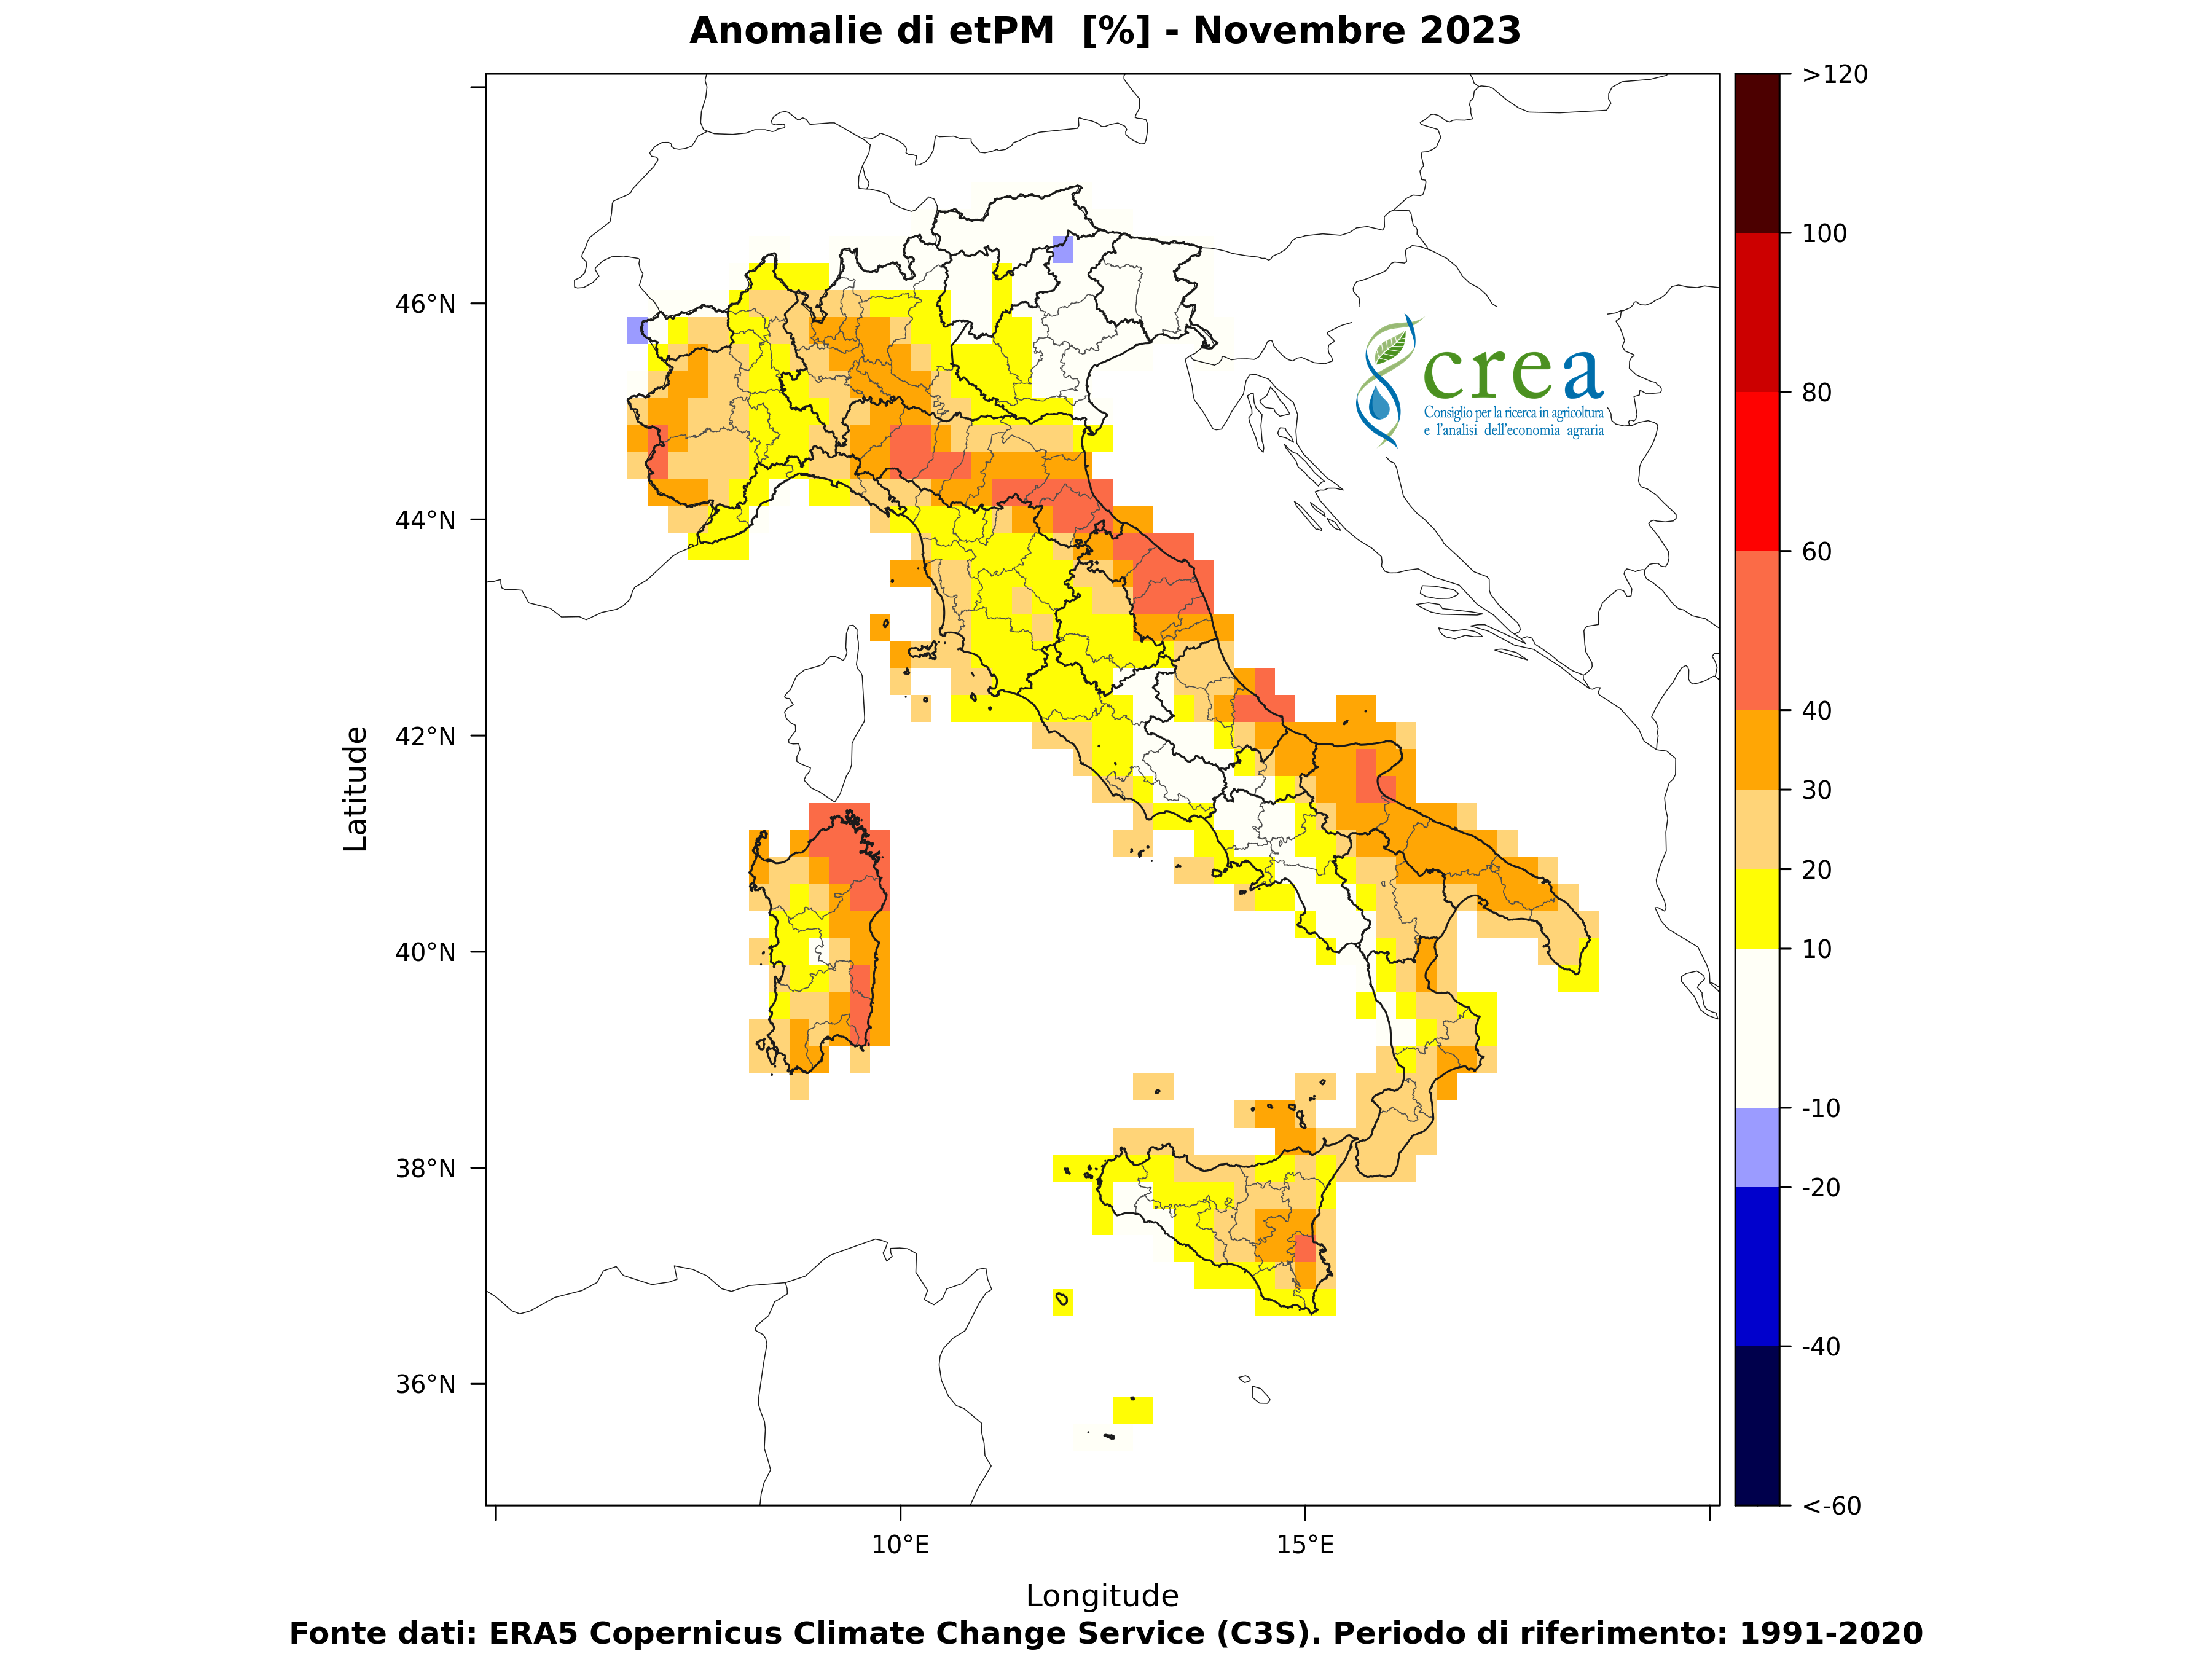 Anomalie di etPM [%] - Novembre 2023
>120
100
80
60
40
30
20
10
-10
-20
-40
<-60
46°N
44°N
42°N
40°N
38°N
36°N
Latitude
crea
Consiglio per la ricerca in agricoltura
e l'analisi dell'economia agraria
10°E
15°E
Longitude
Fonte dati: ERA5 Copernicus Climate Change Service (C3S). Periodo di riferimento: 1991-2020